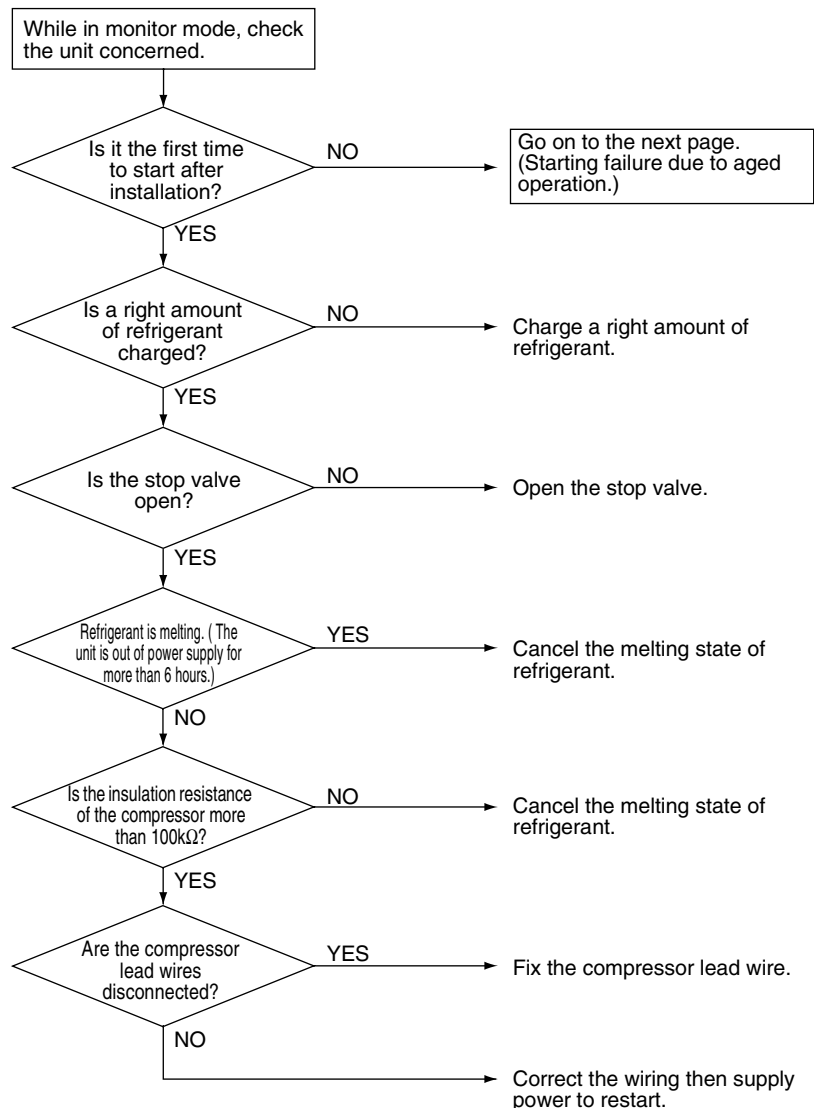 While in monitor mode, check
the unit concerned.
Is it the first time
to start after
installation?
NO
Go on to the next page.
(Starting failure due to aged
operation.)
YES
Is a right amount
of refrigerant
charged?
NO
Charge a right amount of
refrigerant.
YES
Is the stop valve
open?
NO
Open the stop valve.
YES
Refrigerant is melting. ( The
unit is out of power supply for
more than 6 hours.)
YES
Cancel the melting state of
refrigerant.
NO
Is the insulation resistance
of the compressor more
than 100kΩ?
NO
Cancel the melting state of
refrigerant.
YES
Are the compressor
lead wires
disconnected?
YES
Fix the compressor lead wire.
NO
Correct the wiring then supply
power to restart.